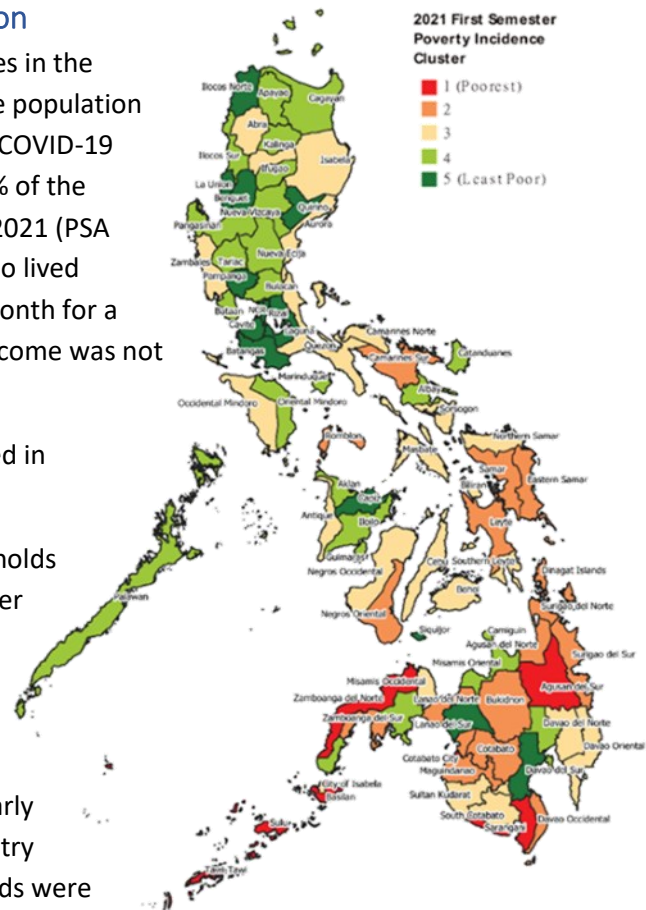 on
es in the
e population
COVID-19
% of the
2021 (PSA
o lived
onth for a
come was not
ed in
holds
er
arly
try
ds were
2021 First Semester
Poverty Incidence
Cluster
1 (Poorest)
2
3
4
5 (Least Poor)
Ilocos Norte
Apayao
Cagayan
Abra
Kalinga
Ilocos Sur
Ifugao
Isabela
La Union
Benguet
Nueva Vizcaya
Quirino
Aurora
Pangasinan
Zambales
Tarlac
Nueva Ecija
Pampanga
Bulacan
Bataan
NCR
Rizal
Cavite
Laguna
Batangas
Quezon
Camarines Norte
Camarines Sur
Catanduanes
Marinduque
Albay
Sorsogon
Occidental Mindoro
Oriental Mindoro
Romblon
Masbate
Northern Samar
Samar
Eastern Samar
Biliran
Aklan
Capiz
Antique
Iloilo
Leyte
Guimaras
Negros Occidental
Cebu
Southern Leyte
Bohol
Dinagat Islands
Palawan
Negros Oriental
Surigao del Norte
Siquijor
Camiguin
Agusan del Norte
Surigao del Sur
Misamis Oriental
Misamis Occidental
Agusan del Sur
Zamboanga del Norte
Lanao del Norte
Bukidnon
Zamboanga del Sur
Lanao del Sur
Davao del Norte
Davao Oriental
Cotabato City
Cotabato
Maguindanao
Davao del Sur
City of Isabela
Basilan
Sultan Kudarat
South Cotabato
Sarangani
Davao Occidental
Sulu
Tawi Tawi